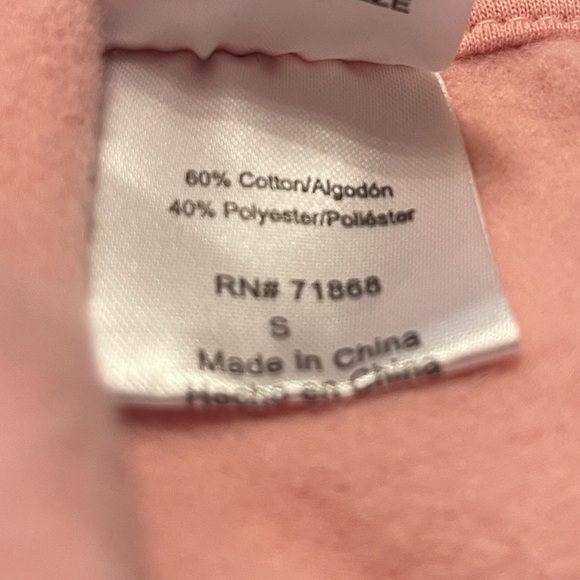 60% Cotton/Algodón
40% Polyester/Poliéster
RN# 71868
S
Made in China
Hecho en China